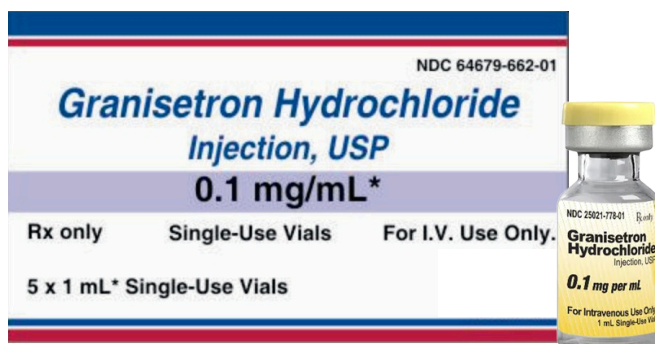 NDC 64679-662-01
Granisetron Hydrochloride
Injection, USP
0.1 mg/mL*
Rx only Single-Use Vials For I.V. Use Only.
5 x 1 mL* Single-Use Vials
NDC 25021-778-01 Rx only
Granisetron
Hydrochloride
Injection, USP
0.1 mg per mL
For Intravenous Use Only
1 mL Single-Use